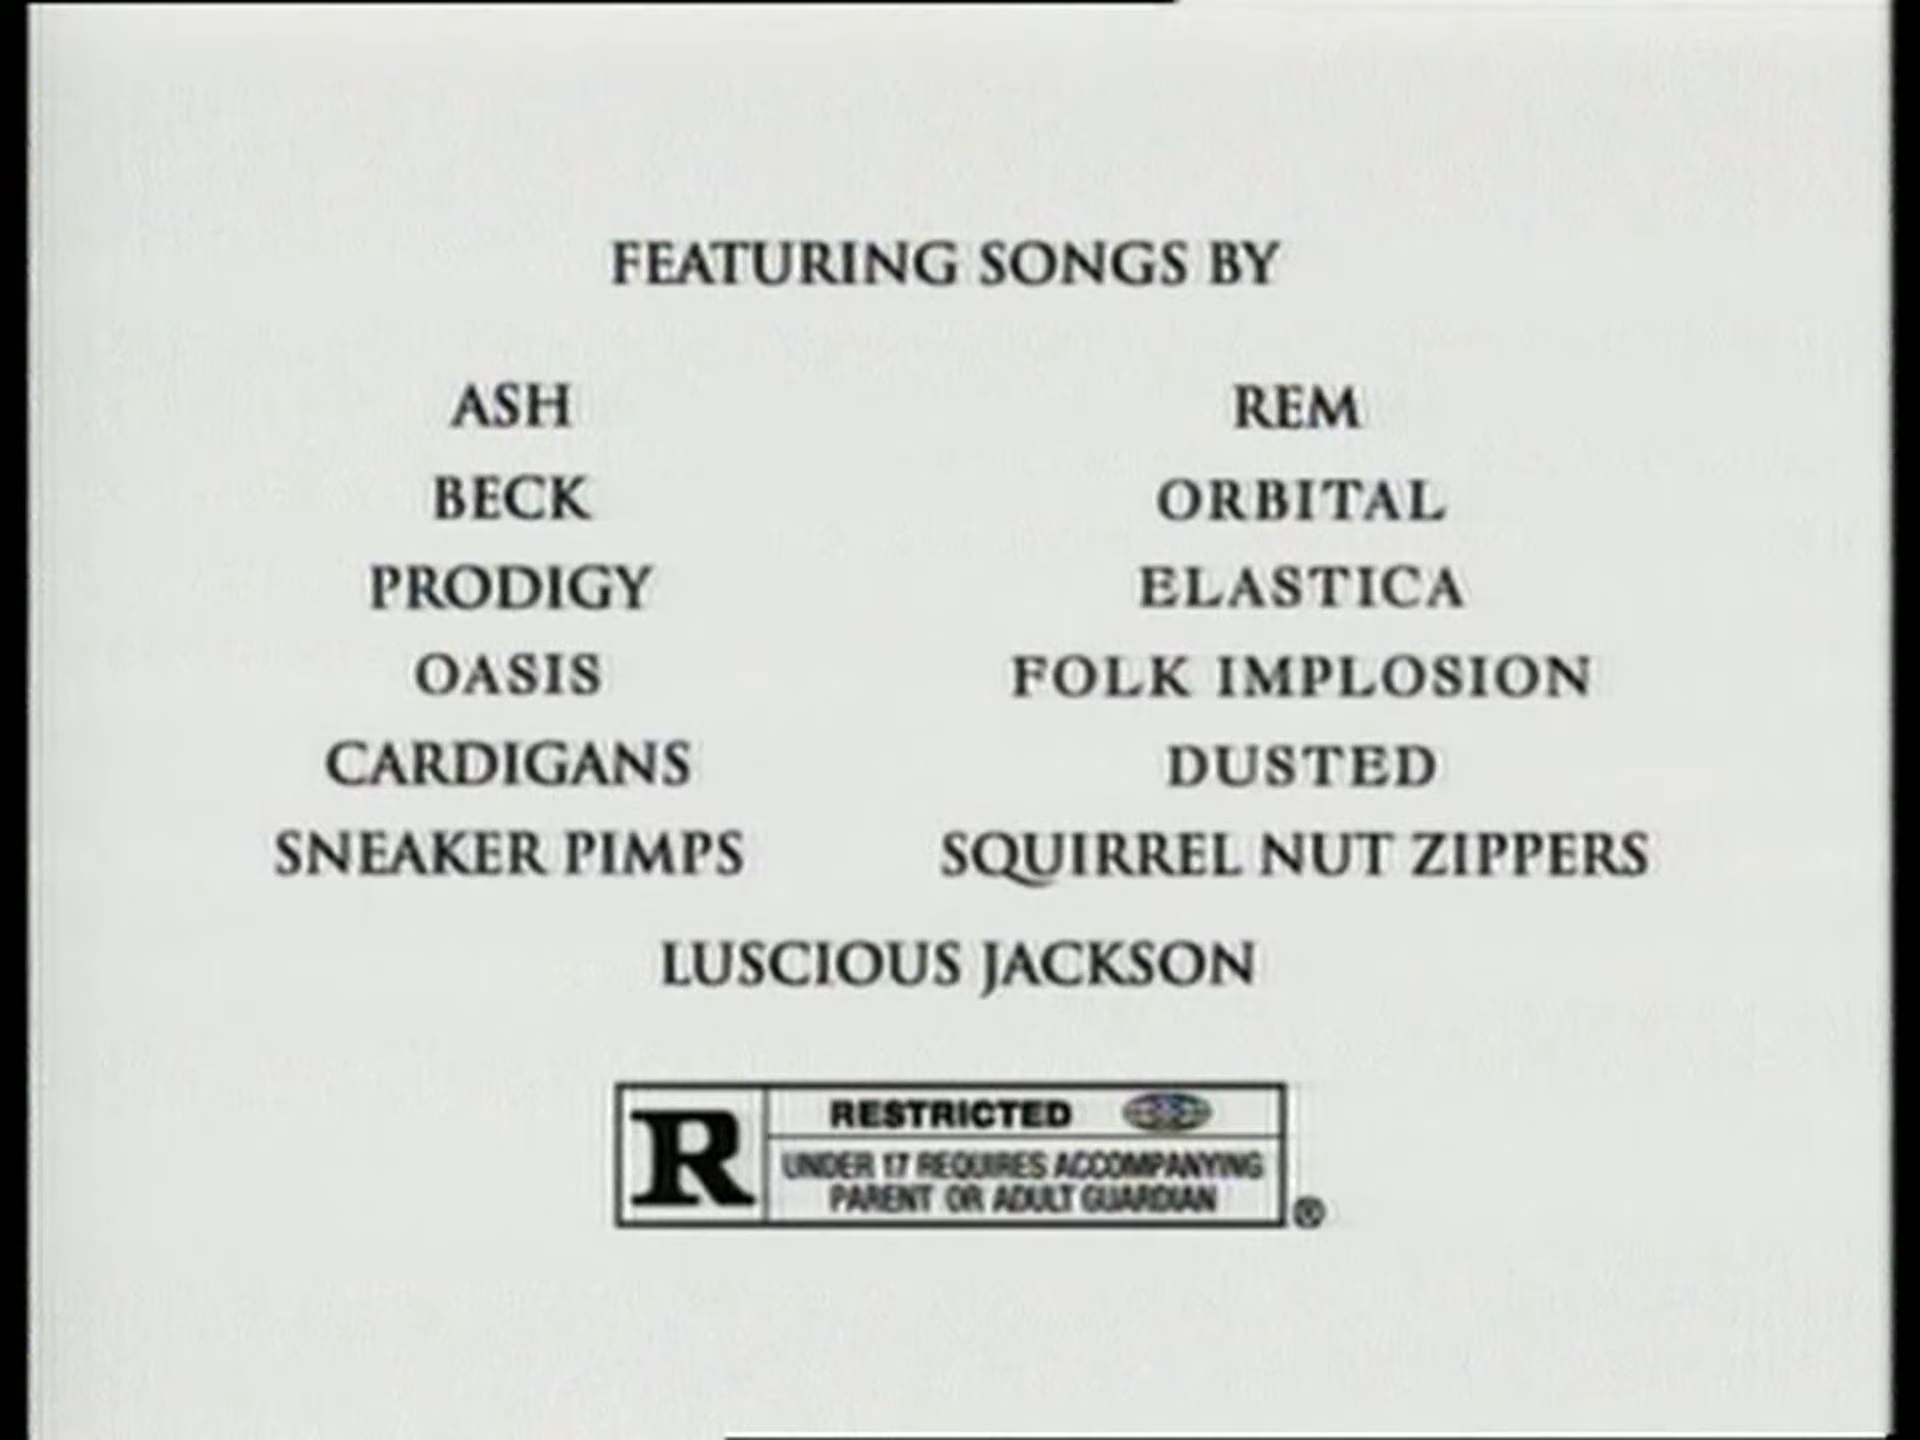 FEATURING SONGS BY
ASH
REM
BECK
ORBITAL
PRODIGY
ELASTICA
OASIS
FOLK IMPLOSION
CARDIGANS
DUSTED
SNEAKER PIMPS
SQUIRREL NUT ZIPPERS
LUSCIOUS JACKSON
R
RESTRICTED
UNDER 17 REQUIRES ACCOMPANYING
PARENT OR ADULT GUARDIAN
®